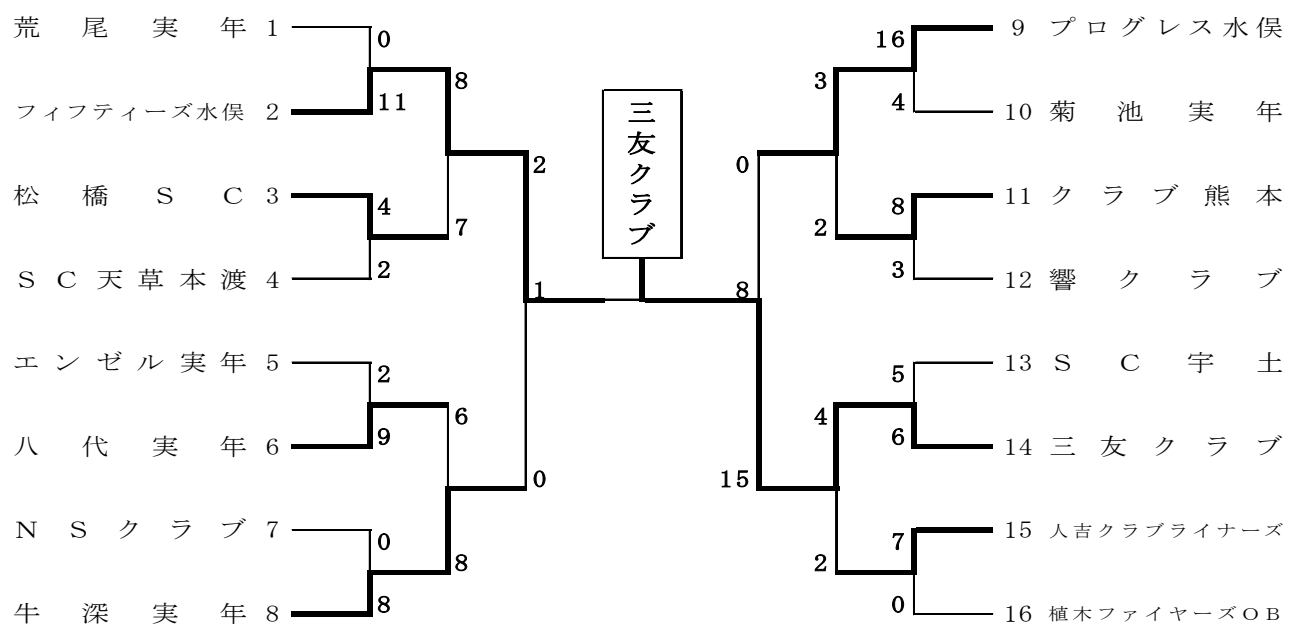 荒尾実年 1
0
11
フィフティーズ水俣 2
8
松橋SC 3
4
2
SC天草本渡 4
7
2
エンゼル実年 5
2
9
八代実年 6
6
NSクラブ 7
0
8
牛深実年 8
8
0
1
三友クラブ
8
9 プログレス水俣
16
4
10 菊池実年
3
11 クラブ熊本
8
3
12 響クラブ
2
0
13 SC宇土
5
6
14 三友クラブ
4
15 人吉クラブライナーズ
7
0
16 植木ファイヤーズOB
2
15